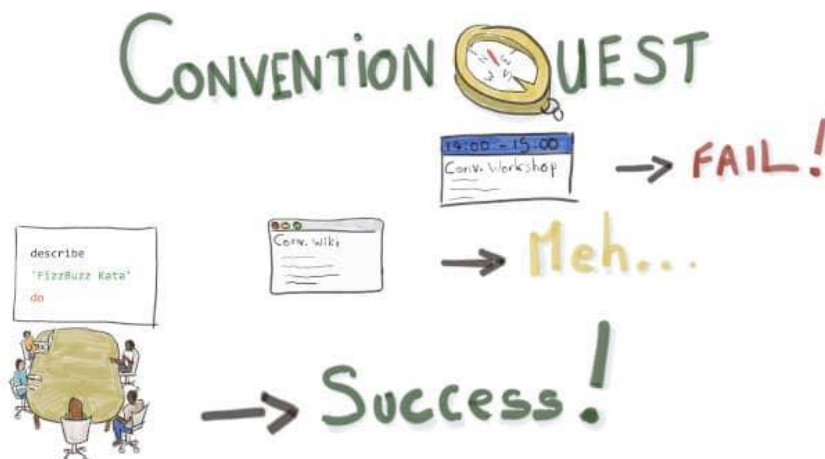 CONVENTION QUEST
14:00 - 15:00
Conv. Workshop
FAIL!
Conv. Wiki
Meh...
describe
'FizzBuzz Kata'
do
Success!